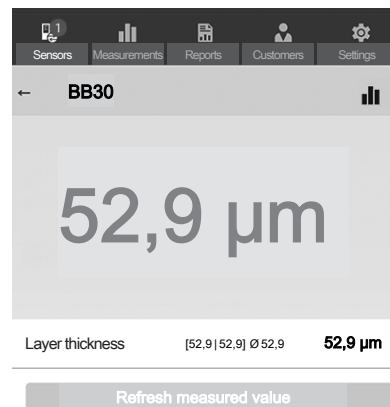 1
Sensors Measurements Reports Customers Settings
← BB30
52,9 µm
Layer thickness [52,9|52,9] Ø 52,9 52,9 µm
Refresh measured value